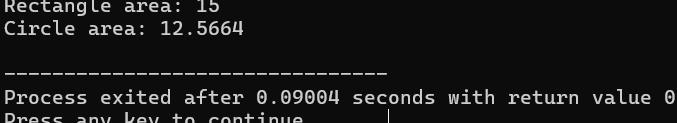 Rectangle area: 15
Circle area: 12.5664
--------------------------------
Process exited after 0.09004 seconds with return value 0
Press any key to continue